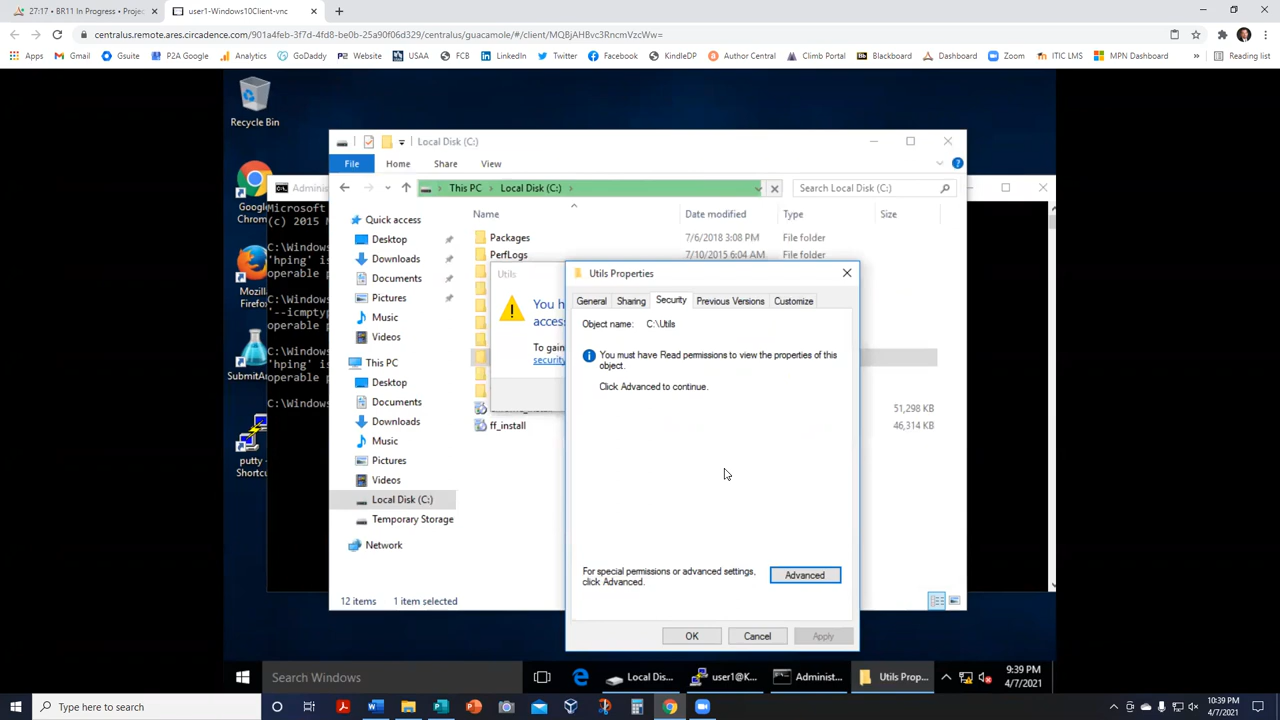 27:17 • BR11 In Progress • Projec
user1-Windows10Client-vnc
centralus.remote.ares.circadence.com/901a4feb-3f7d-4fd8-be0b-25a90f06d329/centralus/guacamole/#/client/MQBjAHBvc3RncmVzcWw=
Apps
Gmail
Gsuite
P2A Google
Analytics
GoDaddy
Website
USAA
FCB
LinkedIn
Twitter
Facebook
KindleDP
Author Central
Climb Portal
Blackboard
Dashboard
Zoom
ITIC LMS
MPN Dashboard
»
Reading list
Recycle Bin
Google
Chrom
Mozilla
Firefox
SubmitAr
putty -
Shortcu
Adminis
Microsoft
(c) 2015 M
C:\Windows
'hping' is
operable p
C:\Windows
'--icmptyp
operable p
C:\Windows
'hping' is
operable p
C:\Windows
Local Disk (C:)
File
Home
Share
View
This PC
Local Disk (C:)
Search Local Disk (C:)
Name
Date modified
Type
Size
Packages
7/6/2018 3:08 PM
File folder
PerfLogs
7/10/2015 6:04 AM
File folder
51,298 KB
ff_install
46,314 KB
Quick access
Desktop
Downloads
Documents
Pictures
Music
Videos
This PC
Desktop
Documents
Downloads
Music
Pictures
Videos
Local Disk (C:)
Temporary Storage
Network
12 items
1 item selected
Utils
You h
acces
To gain
security
Utils Properties
General
Sharing
Security
Previous Versions
Customize
Object name: C:\Utils
You must have Read permissions to view the properties of this
object.
Click Advanced to continue.
For special permissions or advanced settings,
click Advanced.
Advanced
OK
Cancel
Apply
Search Windows
Local Dis...
user1@K...
Administ...
Utils Prop...
9:39 PM
4/7/2021
Type here to search
10:39 PM
4/7/2021